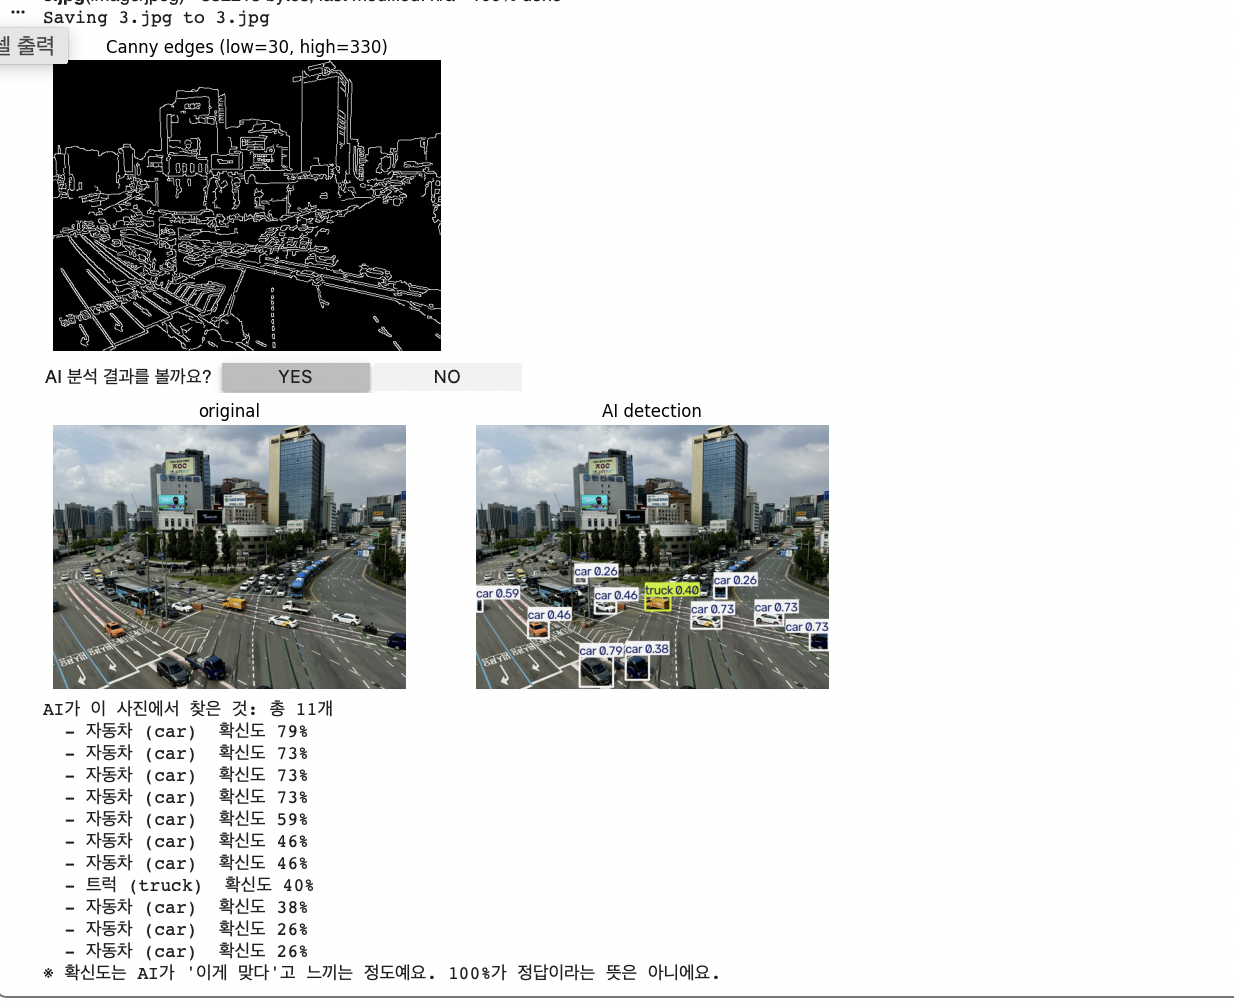 ...
Saving 3.jpg to 3.jpg
셀 출력
Canny edges (low=30, high=330)
AI 분석 결과를 볼까요? YES NO
original
AI detection
XOC
DAEWON
car 0.26
car 0.26
truck 0.40
car 0.59
car 0.46
car 0.46
car 0.73
car 0.73
car 0.73
car 0.79
car 0.38
AI가 이 사진에서 찾은 것: 총 11개
- 자동차 (car) 확신도 79%
- 자동차 (car) 확신도 73%
- 자동차 (car) 확신도 73%
- 자동차 (car) 확신도 73%
- 자동차 (car) 확신도 59%
- 자동차 (car) 확신도 46%
- 자동차 (car) 확신도 46%
- 트럭 (truck) 확신도 40%
- 자동차 (car) 확신도 38%
- 자동차 (car) 확신도 26%
- 자동차 (car) 확신도 26%
※ 확신도는 AI가 '이게 맞다'고 느끼는 정도예요. 100%가 정답이라는 뜻은 아니에요.